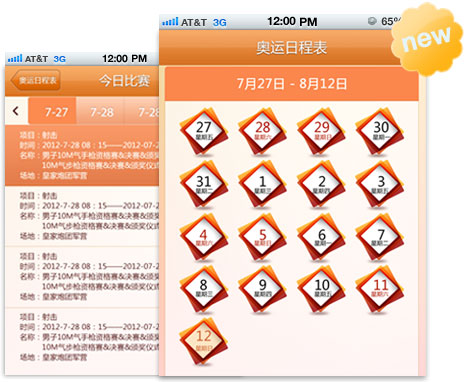 AT&T 3G 12:00 PM
奥运日程表
今日比赛
7-27 7-28 7-28
项目：射击
时间：2012-7-28 08：15——2012-07-2
名称：男子10M气手枪资格赛&决赛&颁奖
10M气步枪资格赛&决赛&颁奖仪式
场地：皇家炮团军营
项目：射击
时间：2012-7-28 08：15——2012-07-2
名称：男子10M气手枪资格赛&决赛&颁奖
10M气步枪资格赛&决赛&颁奖仪式
场地：皇家炮团军营
项目：射击
时间：2012-7-28 08：15——2012-07-2
名称：男子10M气手枪资格赛&决赛&颁奖
10M气步枪资格赛&决赛&颁奖仪式
场地：皇家炮团军营
项目：射击
时间：2012-7-28 08：15——2012-07-2
名称：男子10M气手枪资格赛&决赛&颁奖
10M气步枪资格赛&决赛&颁奖仪式
场地：皇家炮团军营
AT&T 3G 12:00 PM 65%
new
奥运日程表
7月27日 - 8月12日
27 28 29 30
星期五 星期六 星期日 星期一
31 1 2 3
星期二 星期三 星期四 星期五
4 5 6 7
星期六 星期日 星期一 星期二
8 9 10 11
星期三 星期四 星期五 星期六
12
星期日